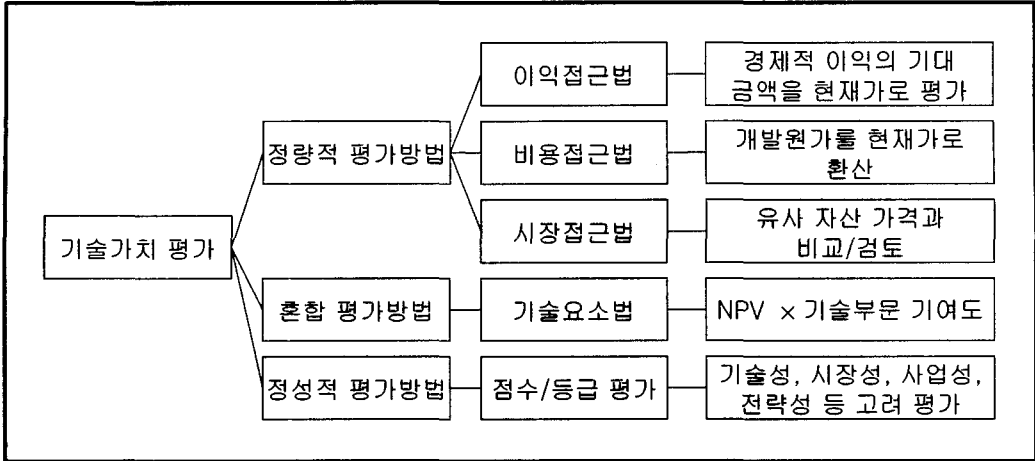 이익접근법
경제적 이익의 기대
금액을 현재가로 평가
정량적 평가방법
비용접근법
개발원가룰 현재가로
환산
시장접근법
유사 자산 가격과
비교/검토
기술가치 평가
혼합 평가방법
기술요소법
NPV × 기술부문 기여도
정성적 평가방법
점수/등급 평가
기술성, 시장성, 사업성,
전략성 등 고려 평가